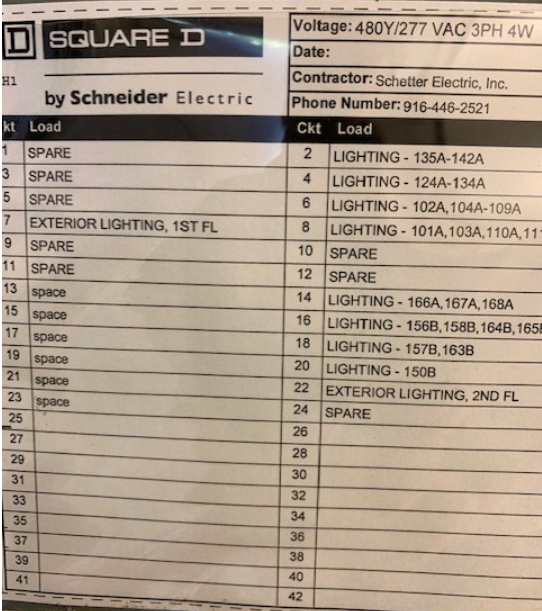 SQUARE D
Voltage: 480Y/277 VAC 3PH 4W
Date:
H1
Contractor: Schetter Electric, Inc.
by Schneider Electric
Phone Number: 916-446-2521
kt Load Ckt Load
1 SPARE 2 LIGHTING - 135A-142A
3 SPARE 4 LIGHTING - 124A-134A
5 SPARE 6 LIGHTING - 102A,104A-109A
7 EXTERIOR LIGHTING, 1ST FL 8 LIGHTING - 101A,103A,110A,11
9 SPARE 10 SPARE
11 SPARE 12 SPARE
13 space 14 LIGHTING - 166A,167A,168A
15 space 16 LIGHTING - 156B,158B,164B,165
17 space 18 LIGHTING - 157B,163B
19 space 20 LIGHTING - 150B
21 space 22 EXTERIOR LIGHTING, 2ND FL
23 space 24 SPARE
25 26
27 28
29 30
31 32
33 34
35 36
37 38
39 40
41 42